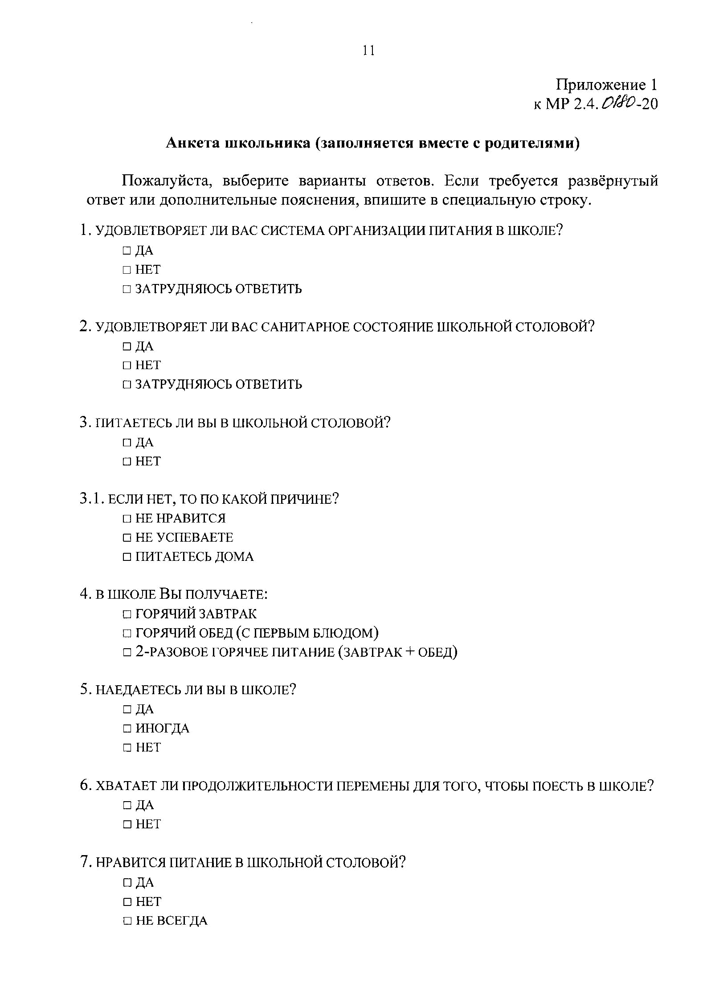 11
Приложение 1
к МР 2.4.0180-20
Анкета школьника (заполняется вместе с родителями)
Пожалуйста, выберите варианты ответов. Если требуется развёрнутый
ответ или дополнительные пояснения, впишите в специальную строку.
1. УДОВЛЕТВОРЯЕТ ЛИ ВАС СИСТЕМА ОРГАНИЗАЦИИ ПИТАНИЯ В ШКОЛЕ?
□ ДА
□ НЕТ
□ ЗАТРУДНЯЮСЬ ОТВЕТИТЬ
2. УДОВЛЕТВОРЯЕТ ЛИ ВАС САНИТАРНОЕ СОСТОЯНИЕ ШКОЛЬНОЙ СТОЛОВОЙ?
□ ДА
□ НЕТ
□ ЗАТРУДНЯЮСЬ ОТВЕТИТЬ
3. ПИТАЕТЕСЬ ЛИ ВЫ В ШКОЛЬНОЙ СТОЛОВОЙ?
□ ДА
□ НЕТ
3.1. ЕСЛИ НЕТ, ТО ПО КАКОЙ ПРИЧИНЕ?
□ НЕ НРАВИТСЯ
□ НЕ УСПЕВАЕТЕ
□ ПИТАЕТЕСЬ ДОМА
4. В ШКОЛЕ ВЫ ПОЛУЧАЕТЕ:
□ ГОРЯЧИЙ ЗАВТРАК
□ ГОРЯЧИЙ ОБЕД (С ПЕРВЫМ БЛЮДОМ)
□ 2-РАЗОВОЕ ГОРЯЧЕЕ ПИТАНИЕ (ЗАВТРАК + ОБЕД)
5. НАЕДАЕТЕСЬ ЛИ ВЫ В ШКОЛЕ?
□ ДА
□ ИНОГДА
□ НЕТ
6. ХВАТАЕТ ЛИ ПРОДОЛЖИТЕЛЬНОСТИ ПЕРЕМЕНЫ ДЛЯ ТОГО, ЧТОБЫ ПОЕСТЬ В ШКОЛЕ?
□ ДА
□ НЕТ
7. НРАВИТСЯ ПИТАНИЕ В ШКОЛЬНОЙ СТОЛОВОЙ?
□ ДА
□ НЕТ
□ НЕ ВСЕГДА